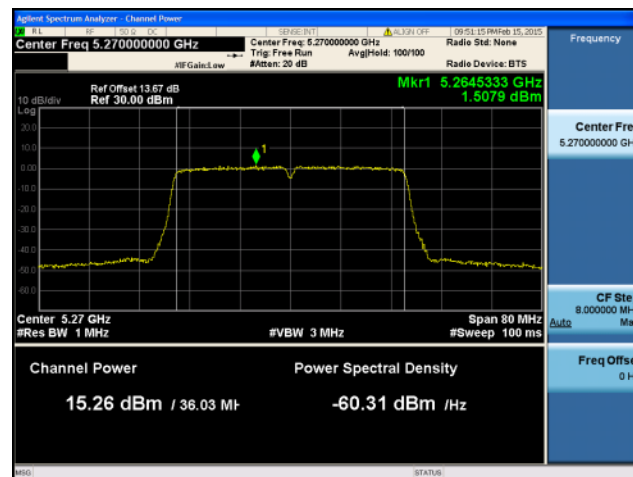 Agilent Spectrum Analyzer - Channel Power
RL RF 50 Ω DC SENSE:INT ALIGN OFF 09:51:15 PM Feb 15, 2015
Center Freq 5.270000000 GHz Center Freq: 5.270000000 GHz Radio Std: None
Trig: Free Run Avg|Hold: 100/100
#IFGain:Low #Atten: 20 dB Radio Device: BTS
Frequency
Ref Offset 13.67 dB Mkr1 5.2645333 GHz
10 dB/div Ref 30.00 dBm 1.5079 dBm
Log
20.0
10.0
0.00
-10.0
-20.0
-30.0
-40.0
-50.0
-60.0
1
Center 5.27 GHz Span 80 MHz
#Res BW 1 MHz #VBW 3 MHz #Sweep 100 ms
Channel Power Power Spectral Density
15.26 dBm / 36.03 MH -60.31 dBm /Hz
Center Fre
5.270000000 GH
CF Ste
8.000000 MH
Auto Ma
Freq Offse
0 H
MSG STATUS